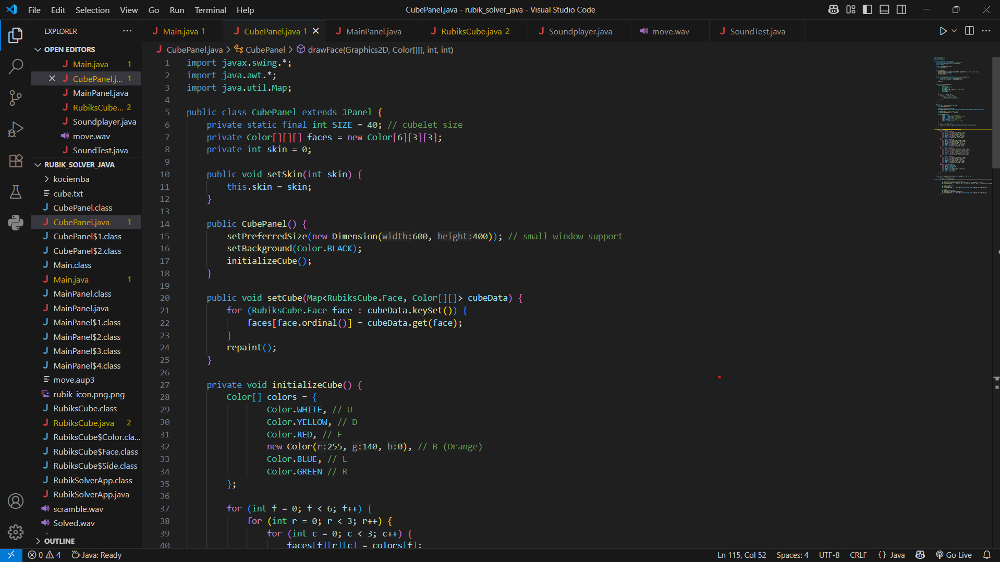 File Edit Selection View Go Run Terminal Help
CubePanel.java - rubik_solver_java - Visual Studio Code
EXPLORER
OPEN EDITORS
Main.java 1
CubePanel.j... 1
MainPanel.java
RubiksCube... 2
Soundplayer.java
move.wav
SoundTest.java
RUBIK_SOLVER_JAVA
kociemba
cube.txt
CubePanel.class
CubePanel.java 1
CubePanel$1.class
CubePanel$2.class
Main.class
Main.java 1
MainPanel.class
MainPanel.java
MainPanel$1.class
MainPanel$2.class
MainPanel$3.class
MainPanel$4.class
move.aup3
rubik_icon.png.png
RubiksCube.class
RubiksCube.java 2
RubiksCube$Color.cla...
RubiksCube$Face.class
RubiksCube$Side.class
RubikSolverApp.class
RubikSolverApp.java
scramble.wav
Solved.wav
OUTLINE
Main.java 1 CubePanel.java 1 MainPanel.java RubiksCube.java 2 Soundplayer.java move.wav SoundTest.java
CubePanel.java > CubePanel > drawFace(Graphics2D, Color[][], int, int)
1 import javax.swing.*;
2 import java.awt.*;
3 import java.util.Map;
4
5 public class CubePanel extends JPanel {
6 private static final int SIZE = 40; // cubelet size
7 private Color[][][] faces = new Color[6][3][3];
8 private int skin = 0;
9
10 public void setSkin(int skin) {
11 this.skin = skin;
12 }
13
14 public CubePanel() {
15 setPreferredSize(new Dimension(width:600, height:400)); // small window support
16 setBackground(Color.BLACK);
17 initializeCube();
18 }
19
20 public void setCube(Map<RubiksCube.Face, Color[][]> cubeData) {
21 for (RubiksCube.Face face : cubeData.keySet()) {
22 faces[face.ordinal()] = cubeData.get(face);
23 }
24 repaint();
25 }
26
27 private void initializeCube() {
28 Color[] colors = {
29 Color.WHITE, // U
30 Color.YELLOW, // D
31 Color.RED, // F
32 new Color(r:255, g:140, b:0), // B (Orange)
33 Color.BLUE, // L
34 Color.GREEN // R
35 };
36
37 for (int f = 0; f < 6; f++) {
38 for (int r = 0; r < 3; r++) {
39 for (int c = 0; c < 3; c++) {
40 faces[f][r][c] = colors[f];
0 4 Java: Ready
Ln 115, Col 52 Spaces: 4 UTF-8 CRLF {} Java Go Live